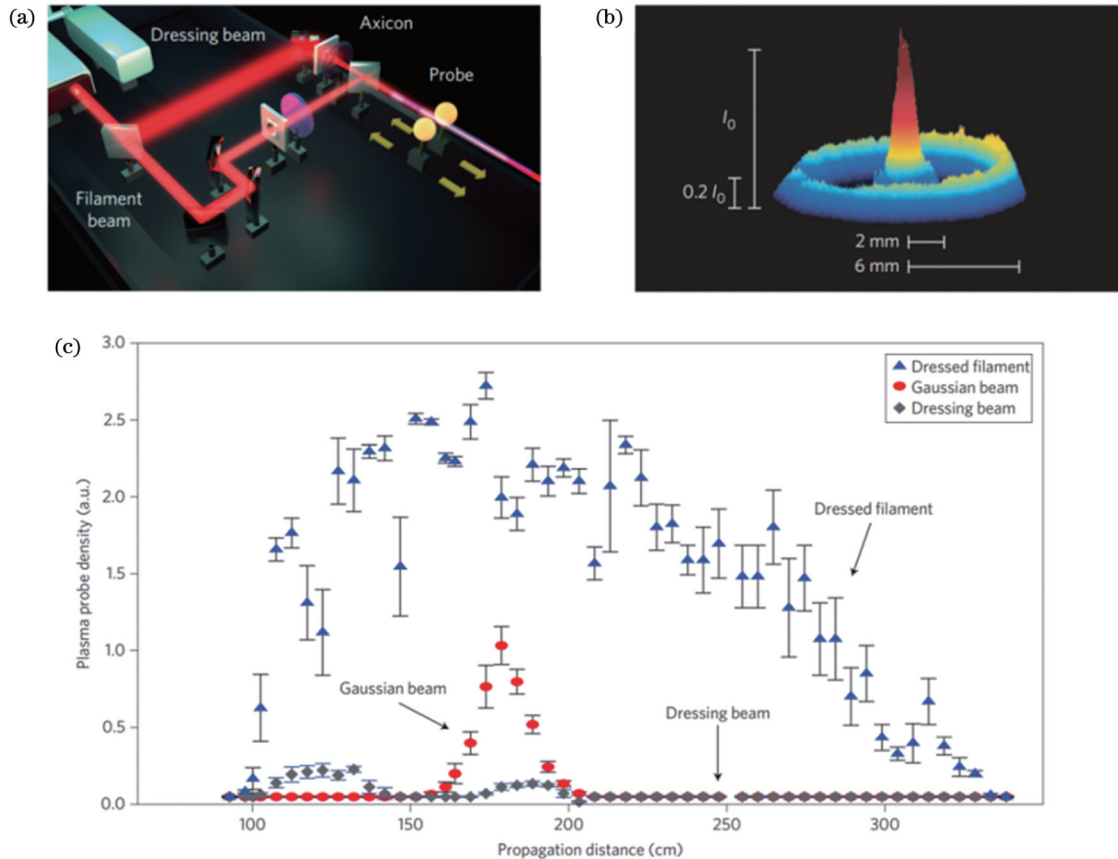 (a)
Dressing beam
Axicon
Probe
Filament
beam
(b)
I₀
0.2 I₀
2 mm
6 mm
(c)
3.0
2.5
2.0
1.5
1.0
0.5
0.0
Plasma probe density (a.u.)
Dressed filament
Gaussian beam
Dressing beam
Dressed filament
Gaussian beam
Dressing beam
100
150
200
250
300
Propagation distance (cm)